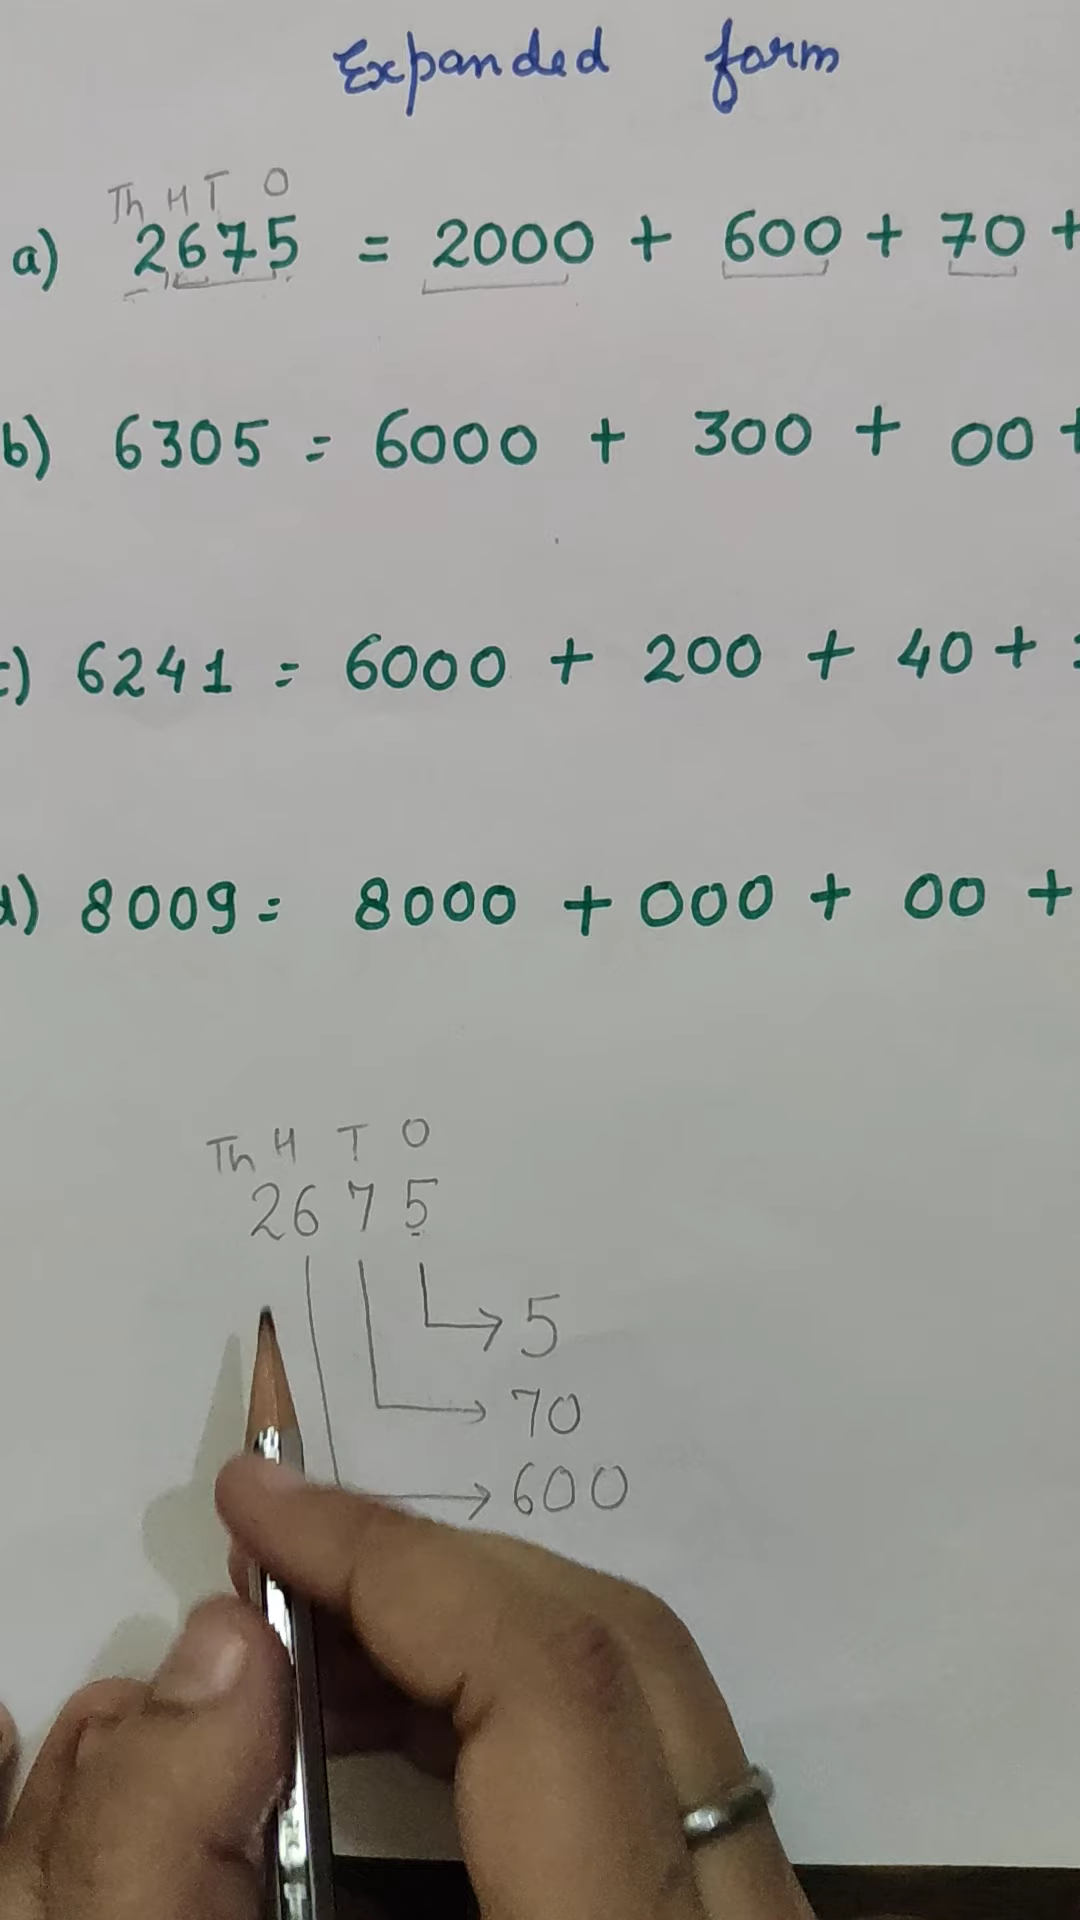 Expanded form
Th H T O
a) 2675 = 2000 + 600 + 70 +
b) 6305 = 6000 + 300 + 00 +
c) 6241 = 6000 + 200 + 40 +
d) 8009 = 8000 + 000 + 00 +
Th H T O
2675
5
70
600